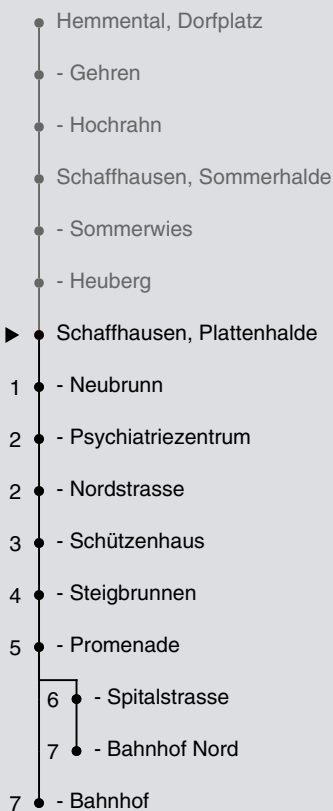 Hemmental, Dorfplatz
- Gehren
- Hochrahn
Schaffhausen, Sommerhalde
- Sommerwies
- Heuberg
Schaffhausen, Plattenhalde
1 - Neubrunn
2 - Psychiatriezentrum
2 - Nordstrasse
3 - Schützenhaus
4 - Steigbrunnen
5 - Promenade
6 - Spitalstrasse
7 - Bahnhof Nord
7 - Bahnhof